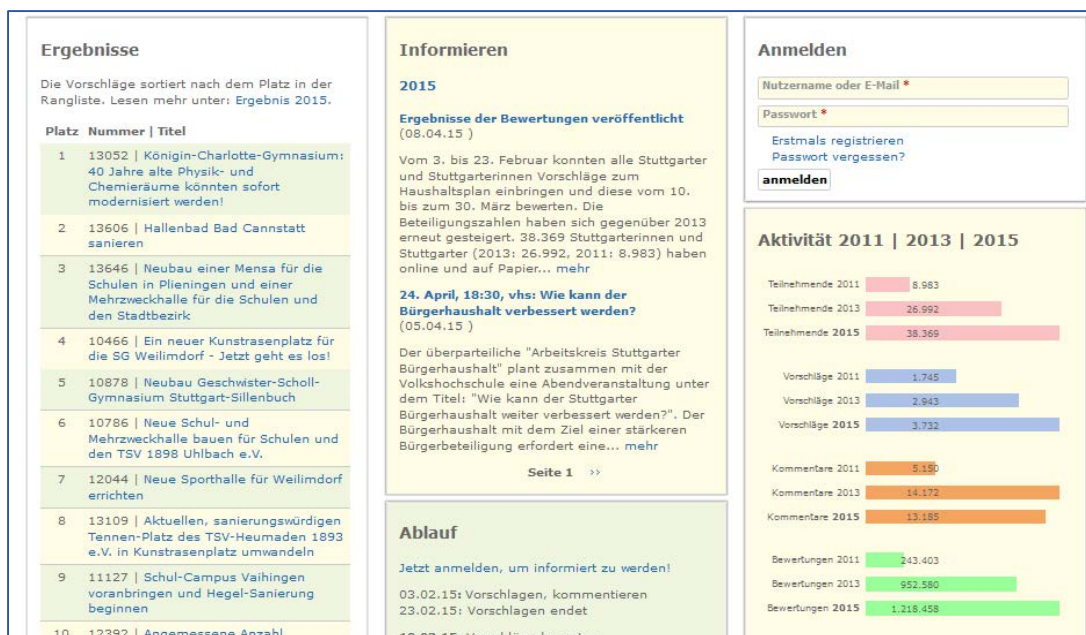 Ergebnisse
Die Vorschläge sortiert nach dem Platz in der
Rangliste. Lesen mehr unter: Ergebnis 2015.
Platz Nummer | Titel
1 13052 | Königin-Charlotte-Gymnasium:
40 Jahre alte Physik- und
Chemieräume könnten sofort
modernisiert werden!
2 13606 | Hallenbad Bad Cannstatt
sanieren
3 13646 | Neubau einer Mensa für die
Schulen in Plieningen und einer
Mehrzweckhalle für die Schulen und
den Stadtbezirk
4 10466 | Ein neuer Kunstrasenplatz für
die SG Weilimdorf - Jetzt geht es los!
5 10878 | Neubau Geschwister-Scholl-
Gymnasium Stuttgart-Sillenbuch
6 10786 | Neue Schul- und
Mehrzweckhalle bauen für Schulen und
den TSV 1898 Uhlbach e.V.
7 12044 | Neue Sporthalle für Weilimdorf
errichten
8 13109 | Aktuellen, sanierungswürdigen
Tennen-Platz des TSV-Heumaden 1893
e.V. in Kunstrasenplatz umwandeln
9 11127 | Schul-Campus Vaihingen
voranbringen und Hegel-Sanierung
beginnen
10 12392 | Angemessene Anzahl
Informieren
2015
Ergebnisse der Bewertungen veröffentlicht
(08.04.15 )
Vom 3. bis 23. Februar konnten alle Stuttgarter
und Stuttgarterinnen Vorschläge zum
Haushaltsplan einbringen und diese vom 10.
bis zum 30. März bewerten. Die
Beteiligungszahlen haben sich gegenüber 2013
erneut gesteigert. 38.369 Stuttgarterinnen und
Stuttgarter (2013: 26.992, 2011: 8.983) haben
online und auf Papier... mehr
24. April, 18:30, vhs: Wie kann der
Bürgerhaushalt verbessert werden?
(05.04.15 )
Der überparteiliche "Arbeitskreis Stuttgarter
Bürgerhaushalt" plant zusammen mit der
Volkshochschule eine Abendveranstaltung unter
dem Titel: "Wie kann der Stuttgarter
Bürgerhaushalt weiter verbessert werden?". Der
Bürgerhaushalt mit dem Ziel einer stärkeren
Bürgerbeteiligung erfordert eine... mehr
Seite 1 >>
Ablauf
Jetzt anmelden, um informiert zu werden!
03.02.15: Vorschlagen, kommentieren
23.02.15: Vorschlagen endet
Anmelden
Nutzername oder E-Mail *
Passwort *
Erstmals registrieren
Passwort vergessen?
anmelden
Aktivität 2011 | 2013 | 2015
Teilnehmende 2011 8.983
Teilnehmende 2013 26.992
Teilnehmende 2015 38.369
Vorschläge 2011 1.745
Vorschläge 2013 2.943
Vorschläge 2015 3.732
Kommentare 2011 5.150
Kommentare 2013 14.172
Kommentare 2015 13.185
Bewertungen 2011 243.403
Bewertungen 2013 952.580
Bewertungen 2015 1.218.458